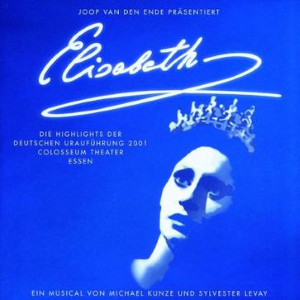 JOOP VAN DEN ENDE PRÄSENTIERT
Elisabeth
DIE HIGHLIGHTS DER
DEUTSCHEN URAUFFÜHRUNG 2001
COLOSSEUM THEATER
ESSEN
EIN MUSICAL VON MICHAEL KUNZE UND SYLVESTER LEVAY